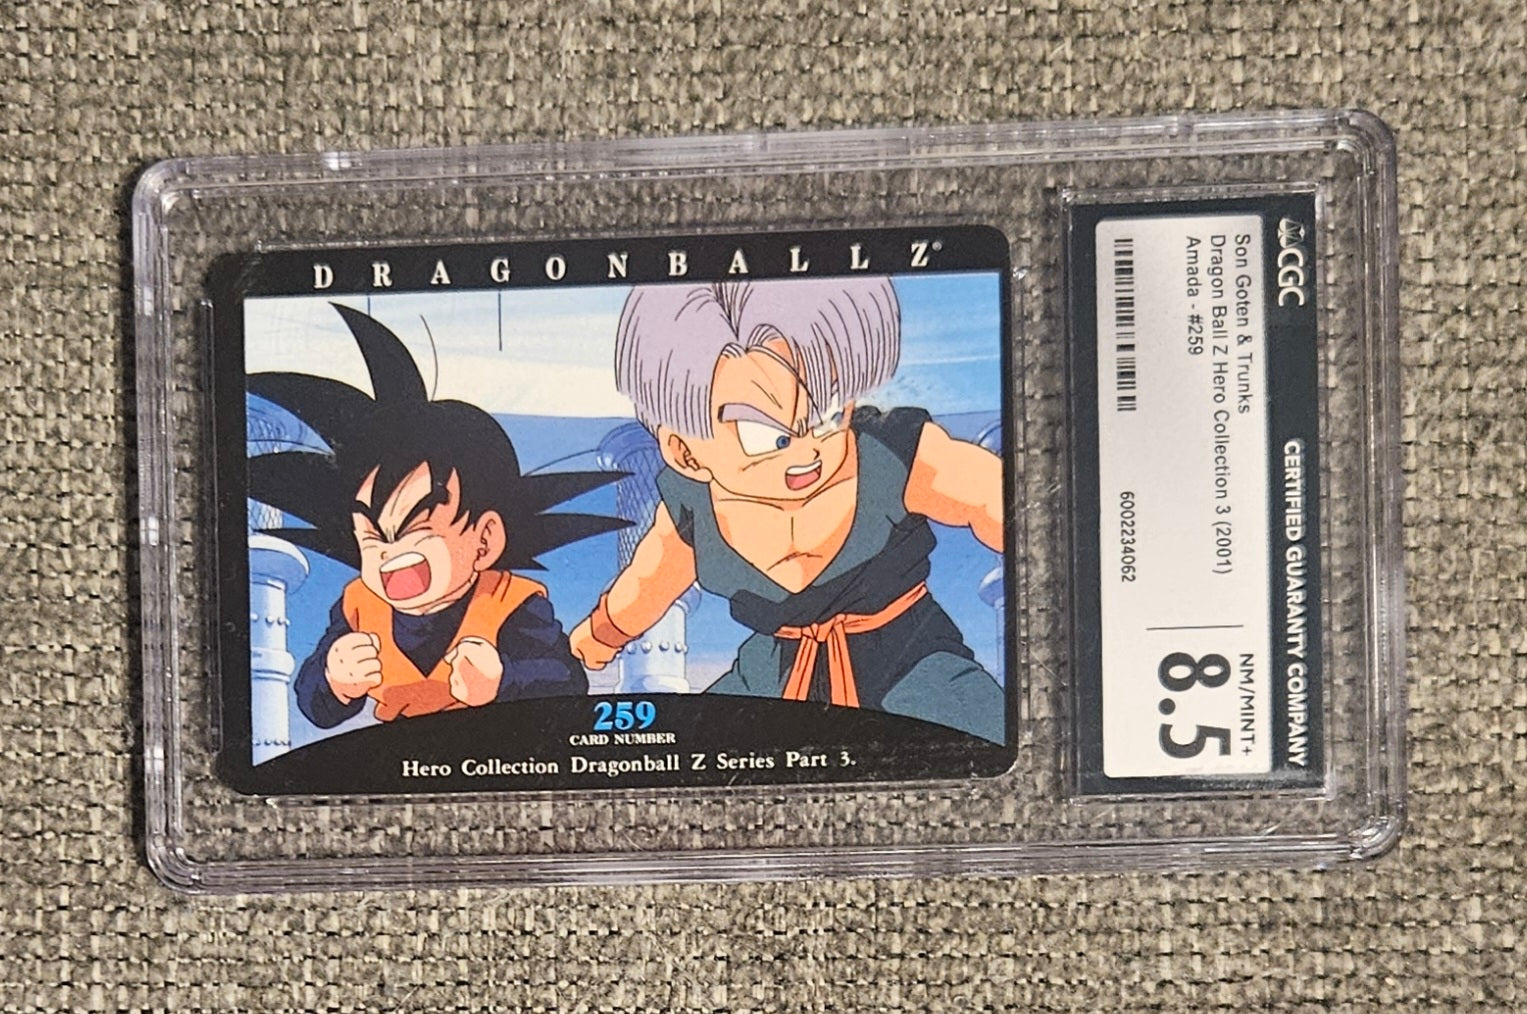 DRAGONBALL Z®
259
CARD NUMBER
Hero Collection Dragonball Z Series Part 3.
CGC
CERTIFIED GUARANTY COMPANY
Son Goten & Trunks
Dragon Ball Z Hero Collection 3 (2001)
Amada - #259
6002234062
NM/MINT+
8.5